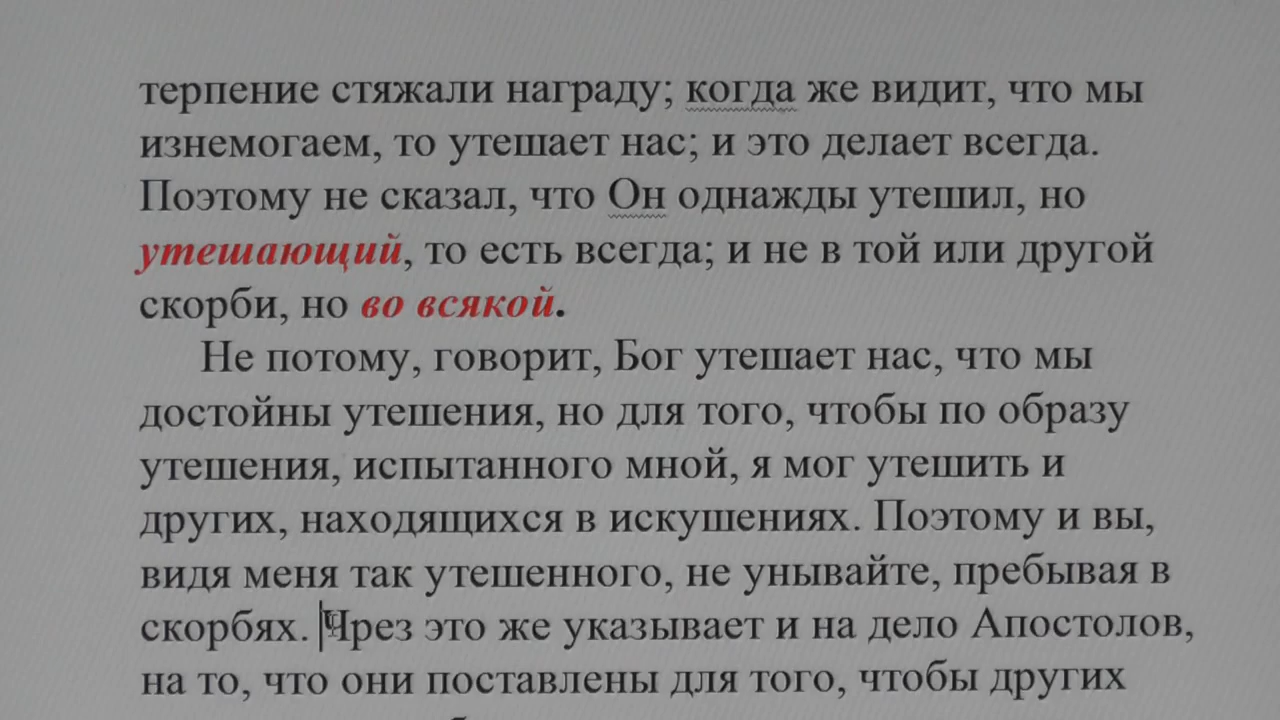 терпение стяжали награду; когда же видит, что мы
изнемогаем, то утешает нас; и это делает всегда.
Поэтому не сказал, что Он однажды утешил, но
утешающий, то есть всегда; и не в той или другой
скорби, но во всякой.
Не потому, говорит, Бог утешает нас, что мы
достойны утешения, но для того, чтобы по образу
утешения, испытанного мной, я мог утешить и
других, находящихся в искушениях. Поэтому и вы,
видя меня так утешенного, не унывайте, пребывая в
скорбях. Чрез это же указывает и на дело Апостолов,
на то, что они поставлены для того, чтобы других